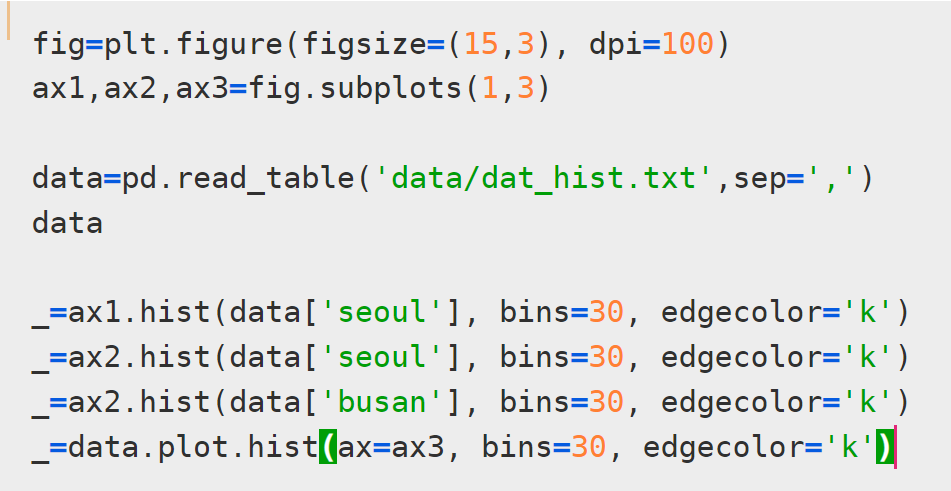 fig=plt.figure(figsize=(15,3), dpi=100)
ax1,ax2,ax3=fig.subplots(1,3)
data=pd.read_table('data/dat_hist.txt',sep=',')
data
_=ax1.hist(data['seoul'], bins=30, edgecolor='k')
_=ax2.hist(data['seoul'], bins=30, edgecolor='k')
_=ax2.hist(data['busan'], bins=30, edgecolor='k')
_=data.plot.hist(ax=ax3, bins=30, edgecolor='k')